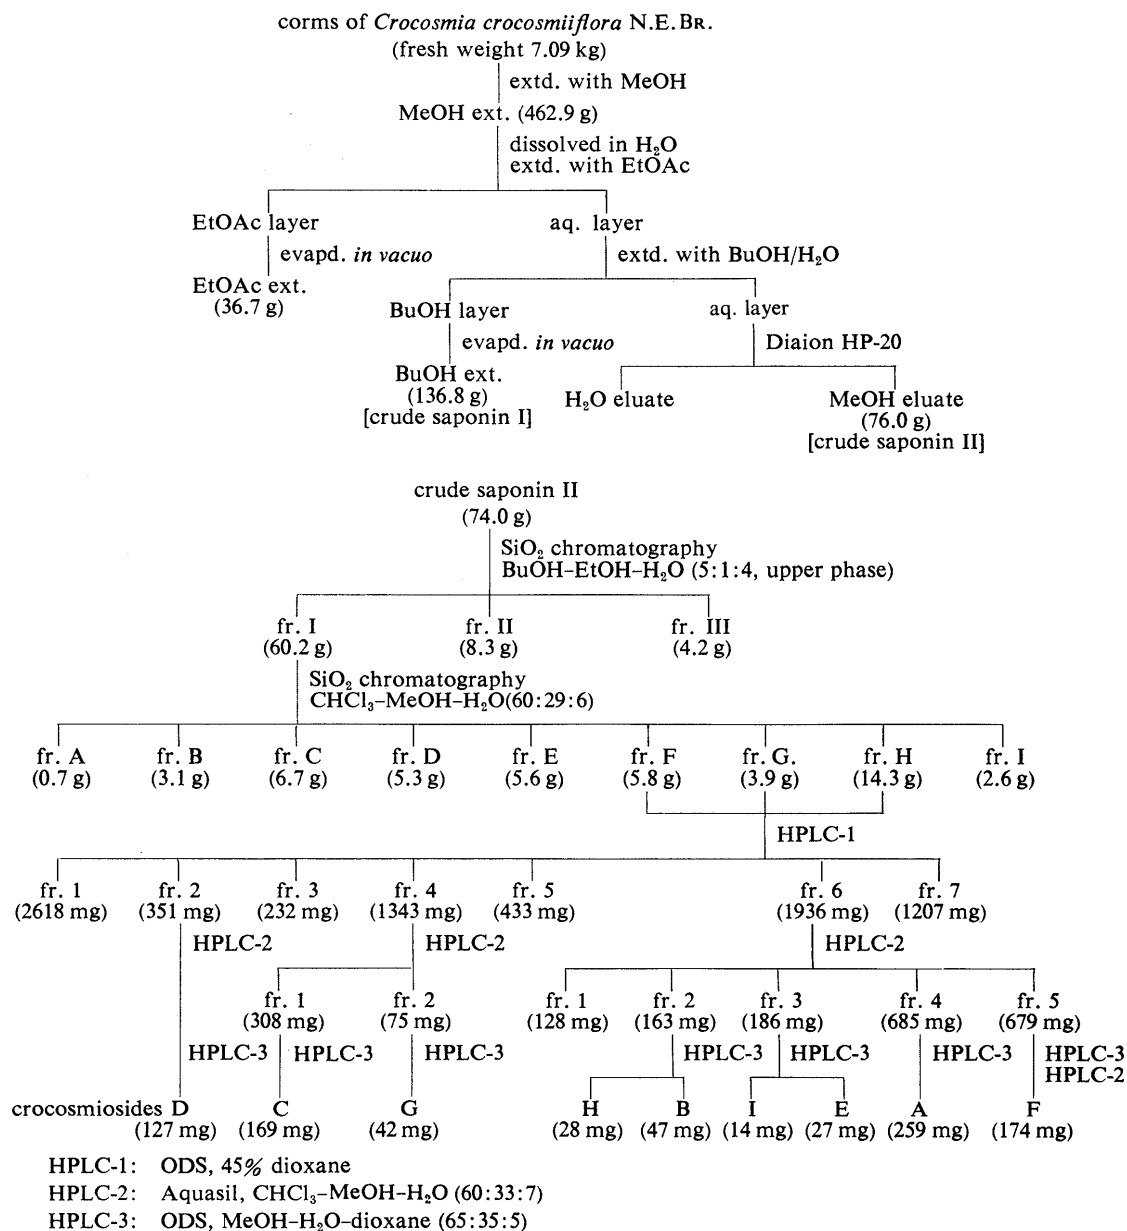 corms of Crocosmia crocosmiiflora N.E.BR.
(fresh weight 7.09 kg)
extd. with MeOH
MeOH ext. (462.9 g)
dissolved in H₂O
extd. with EtOAc
EtOAc layer
aq. layer
evapd. in vacuo
extd. with BuOH/H₂O
EtOAc ext.
(36.7 g)
BuOH layer
aq. layer
evapd. in vacuo
Diaion HP-20
BuOH ext.
(136.8 g)
[crude saponin I]
H₂O eluate
MeOH eluate
(76.0 g)
[crude saponin II]
crude saponin II
(74.0 g)
SiO₂ chromatography
BuOH–EtOH–H₂O (5:1:4, upper phase)
fr. I fr. II fr. III
(60.2 g) (8.3 g) (4.2 g)
SiO₂ chromatography
CHCl₃–MeOH–H₂O(60:29:6)
fr. A fr. B fr. C fr. D fr. E fr. F fr. G. fr. H fr. I
(0.7 g) (3.1 g) (6.7 g) (5.3 g) (5.6 g) (5.8 g) (3.9 g) (14.3 g) (2.6 g)
HPLC-1
fr. 1 fr. 2 fr. 3 fr. 4 fr. 5 fr. 6 fr. 7
(2618 mg) (351 mg) (232 mg) (1343 mg) (433 mg) (1936 mg) (1207 mg)
HPLC-2 HPLC-2 HPLC-2
fr. 1 fr. 2 fr. 1 fr. 2 fr. 3 fr. 4 fr. 5
(308 mg) (75 mg) (128 mg) (163 mg) (186 mg) (685 mg) (679 mg)
HPLC-3 HPLC-3 HPLC-3 HPLC-3 HPLC-3 HPLC-3 HPLC-3
HPLC-2
crocosmiosides D C G H B I E A F
(127 mg) (169 mg) (42 mg) (28 mg) (47 mg) (14 mg) (27 mg) (259 mg) (174 mg)
HPLC-1: ODS, 45% dioxane
HPLC-2: Aquasil, CHCl₃–MeOH–H₂O (60:33:7)
HPLC-3: ODS, MeOH–H₂O–dioxane (65:35:5)